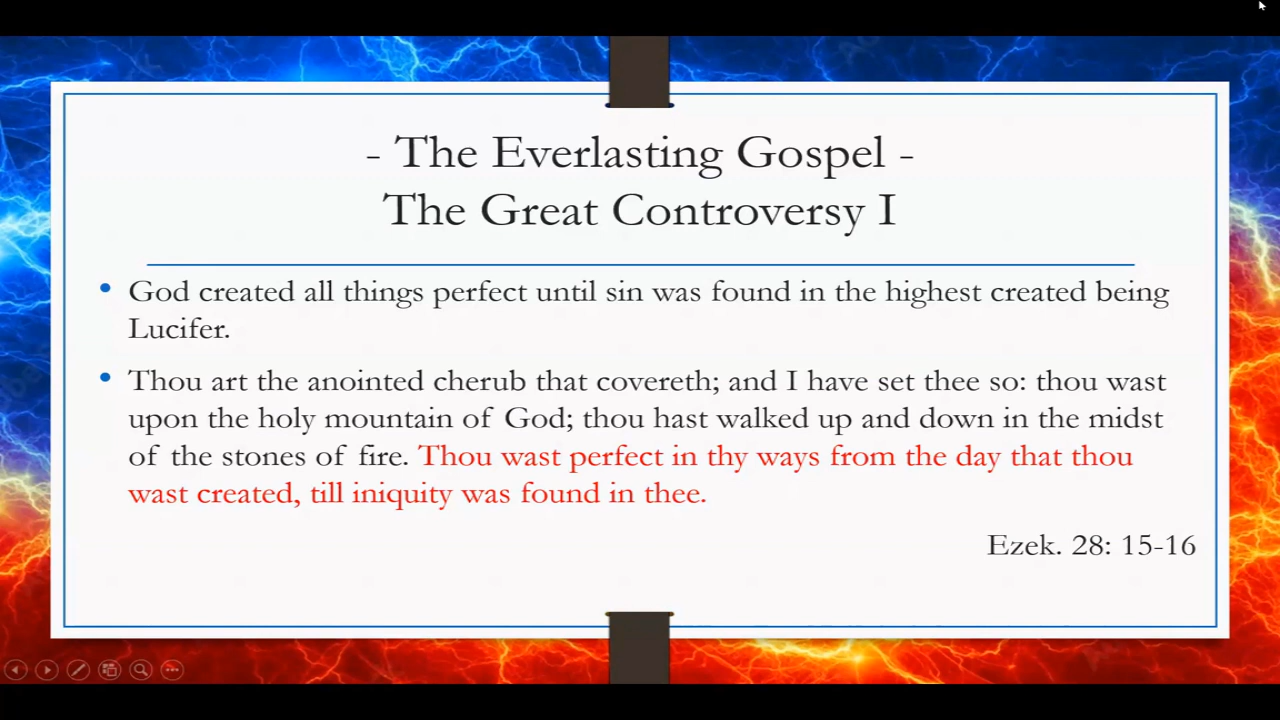 - The Everlasting Gospel -
The Great Controversy I
• God created all things perfect until sin was found in the highest created being
Lucifer.
• Thou art the anointed cherub that covereth; and I have set thee so: thou wast
upon the holy mountain of God; thou hast walked up and down in the midst
of the stones of fire. Thou wast perfect in thy ways from the day that thou
wast created, till iniquity was found in thee.
Ezek. 28: 15-16